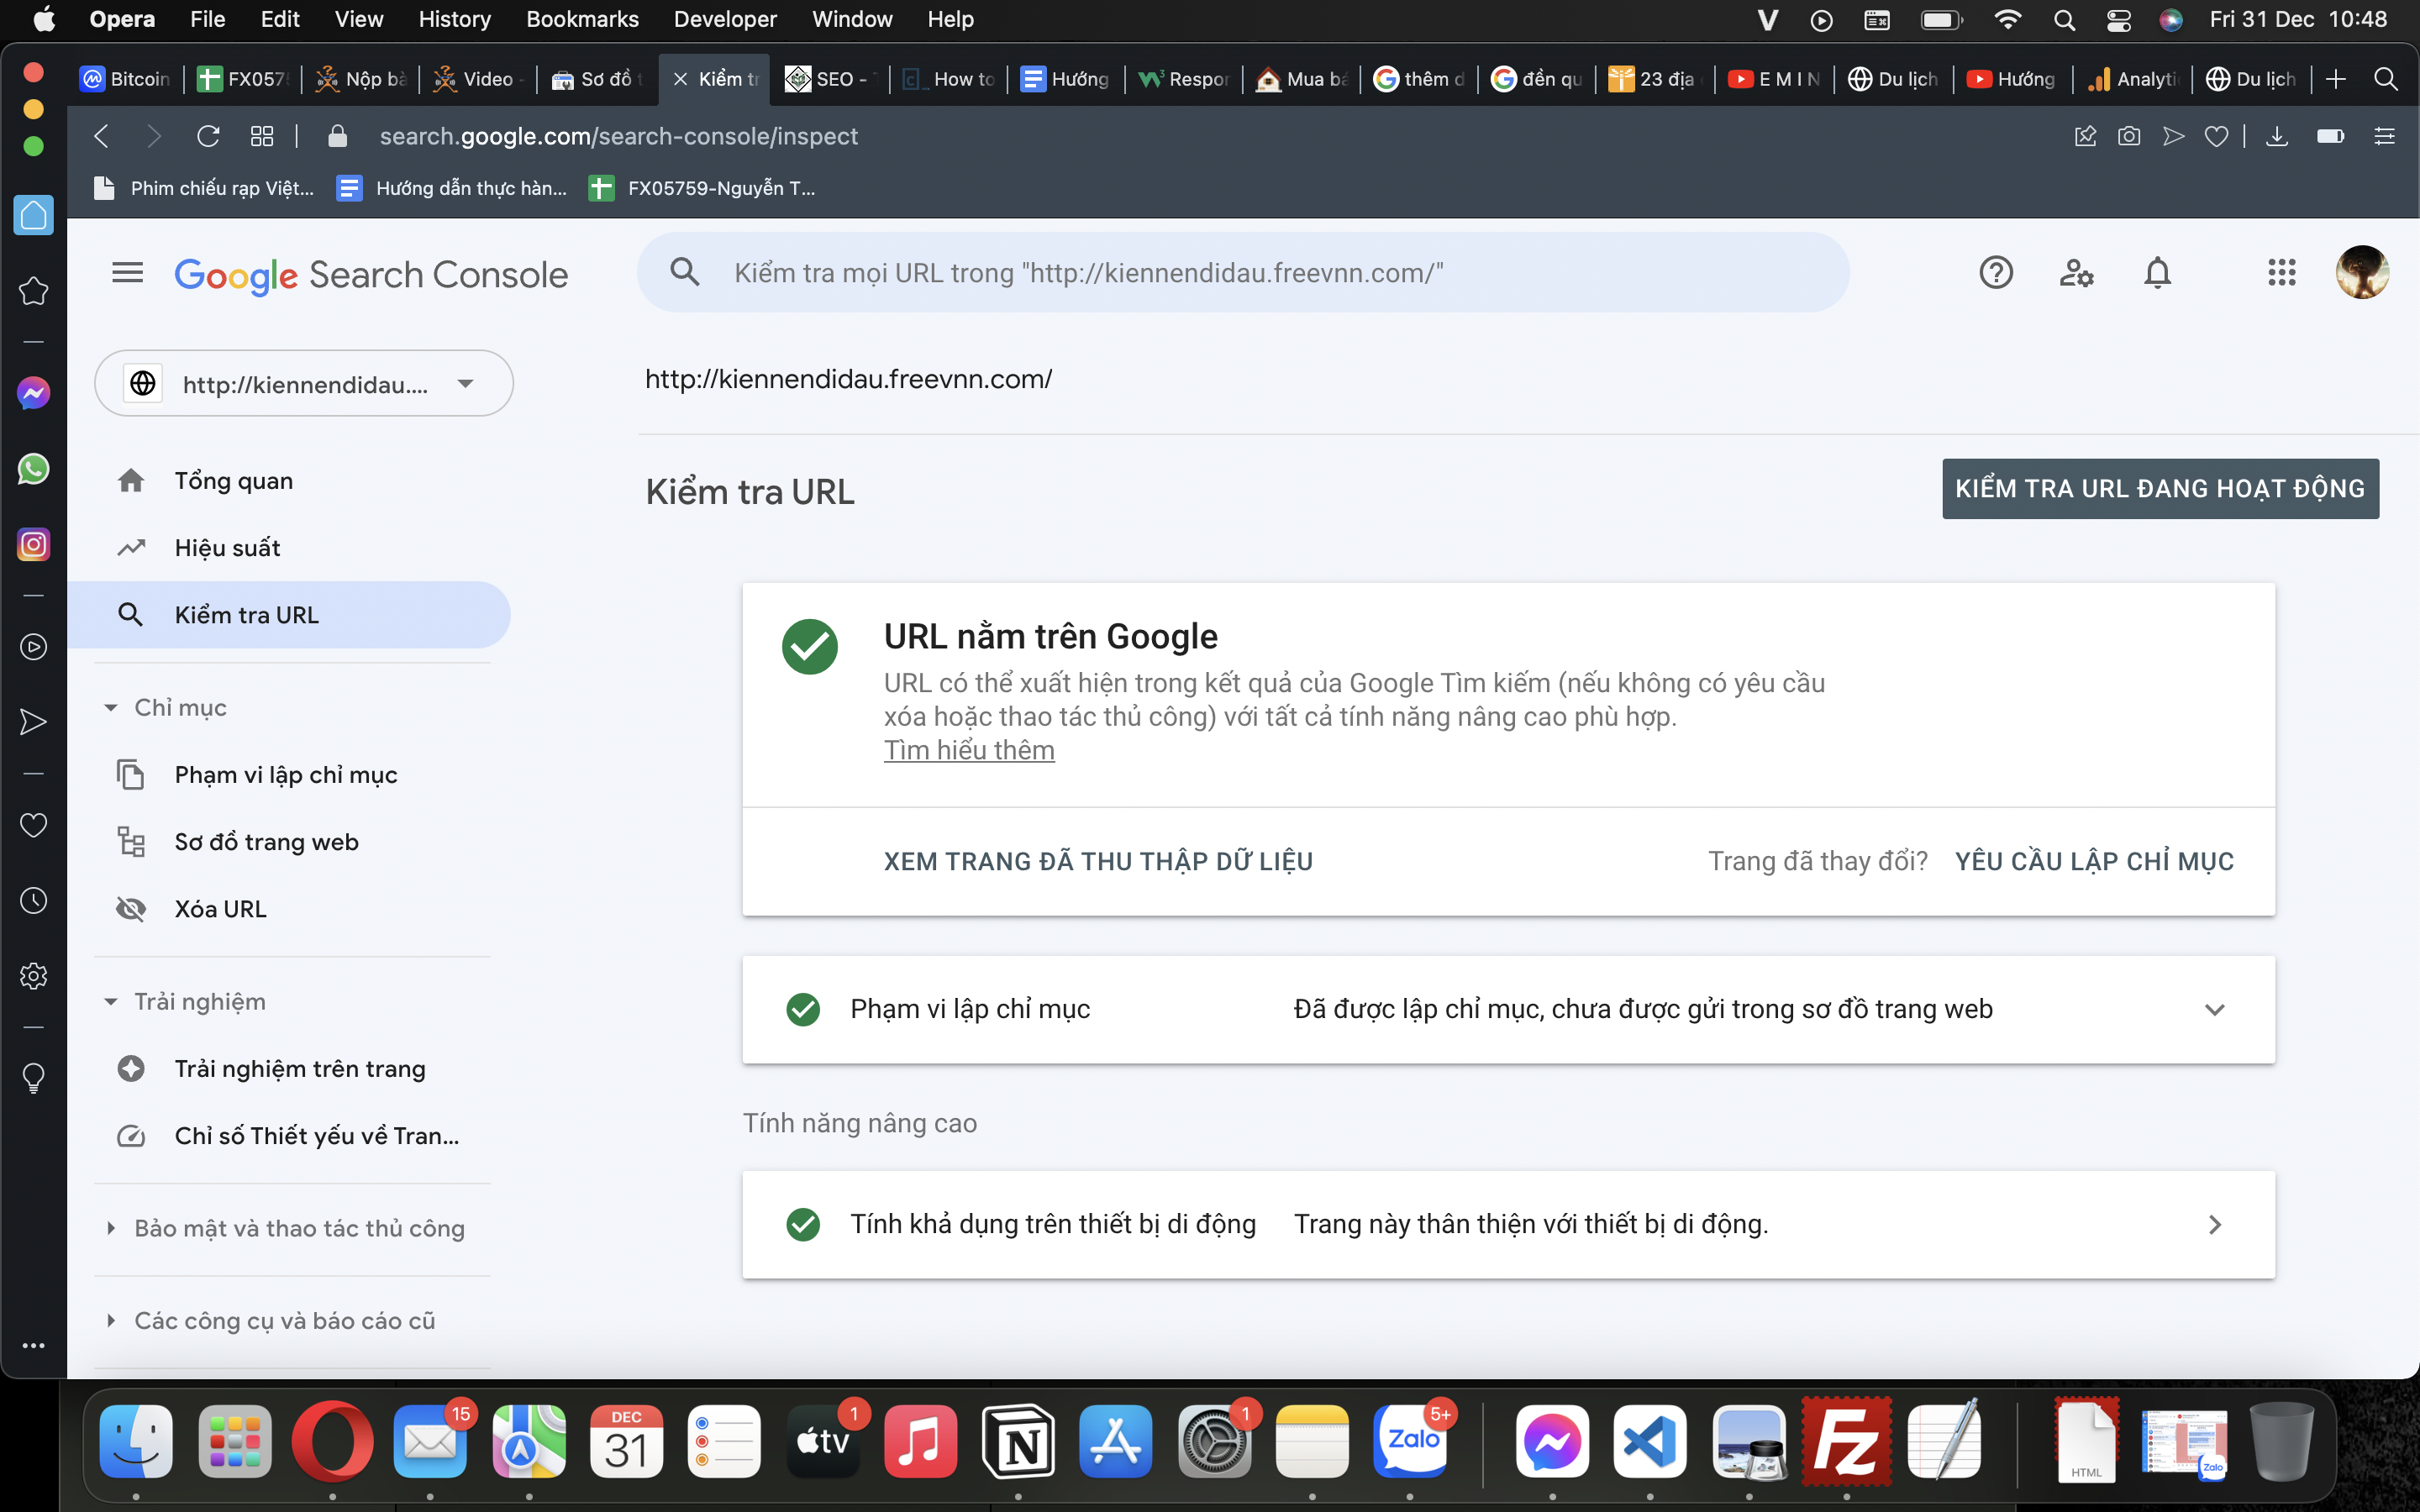 Opera File Edit View History Bookmarks Developer Window Help
V Fri 31 Dec 10:48
Bitcoin FX057 Nộp bà Video - Sơ đồ t Kiểm tr SEO - T How to Hướng Respor Mua bá thêm d đền qu 23 địa E M I N Du lịch Hướng Analyti Du lịch
search.google.com/search-console/inspect
Phim chiếu rạp Việt... Hướng dẫn thực hàn... FX05759-Nguyễn T...
Google Search Console
Kiểm tra mọi URL trong "http://kiennendidau.freevnn.com/"
http://kiennendidau....
http://kiennendidau.freevnn.com/
Tổng quan
Hiệu suất
Kiểm tra URL
Chỉ mục
Phạm vi lập chỉ mục
Sơ đồ trang web
Xóa URL
Trải nghiệm
Trải nghiệm trên trang
Chỉ số Thiết yếu về Tran...
Bảo mật và thao tác thủ công
Các công cụ và báo cáo cũ
Kiểm tra URL
KIỂM TRA URL ĐANG HOẠT ĐỘNG
URL nằm trên Google
URL có thể xuất hiện trong kết quả của Google Tìm kiếm (nếu không có yêu cầu
xóa hoặc thao tác thủ công) với tất cả tính năng nâng cao phù hợp.
Tìm hiểu thêm
XEM TRANG ĐÃ THU THẬP DỮ LIỆU
Trang đã thay đổi? YÊU CẦU LẬP CHỈ MỤC
Phạm vi lập chỉ mục Đã được lập chỉ mục, chưa được gửi trong sơ đồ trang web
Tính năng nâng cao
Tính khả dụng trên thiết bị di động Trang này thân thiện với thiết bị di động.
15 DEC 31 tv 1 N 1 Zalo 5+ Fz HTML Zalo